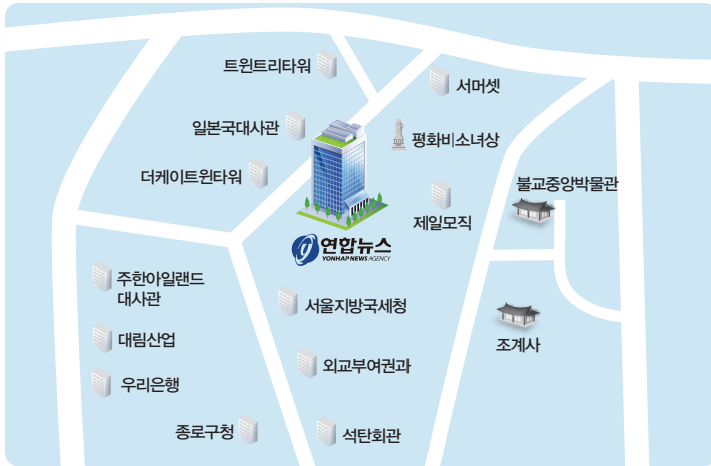 트윈트리타워
서머셋
일본국대사관
평화비소녀상
더케이트윈타워
불교중앙박물관
제일모직
연합뉴스
YONHAP NEWS AGENCY
주한아일랜드
대사관
서울지방국세청
대림산업
조계사
외교부여권과
우리은행
종로구청
석탄회관